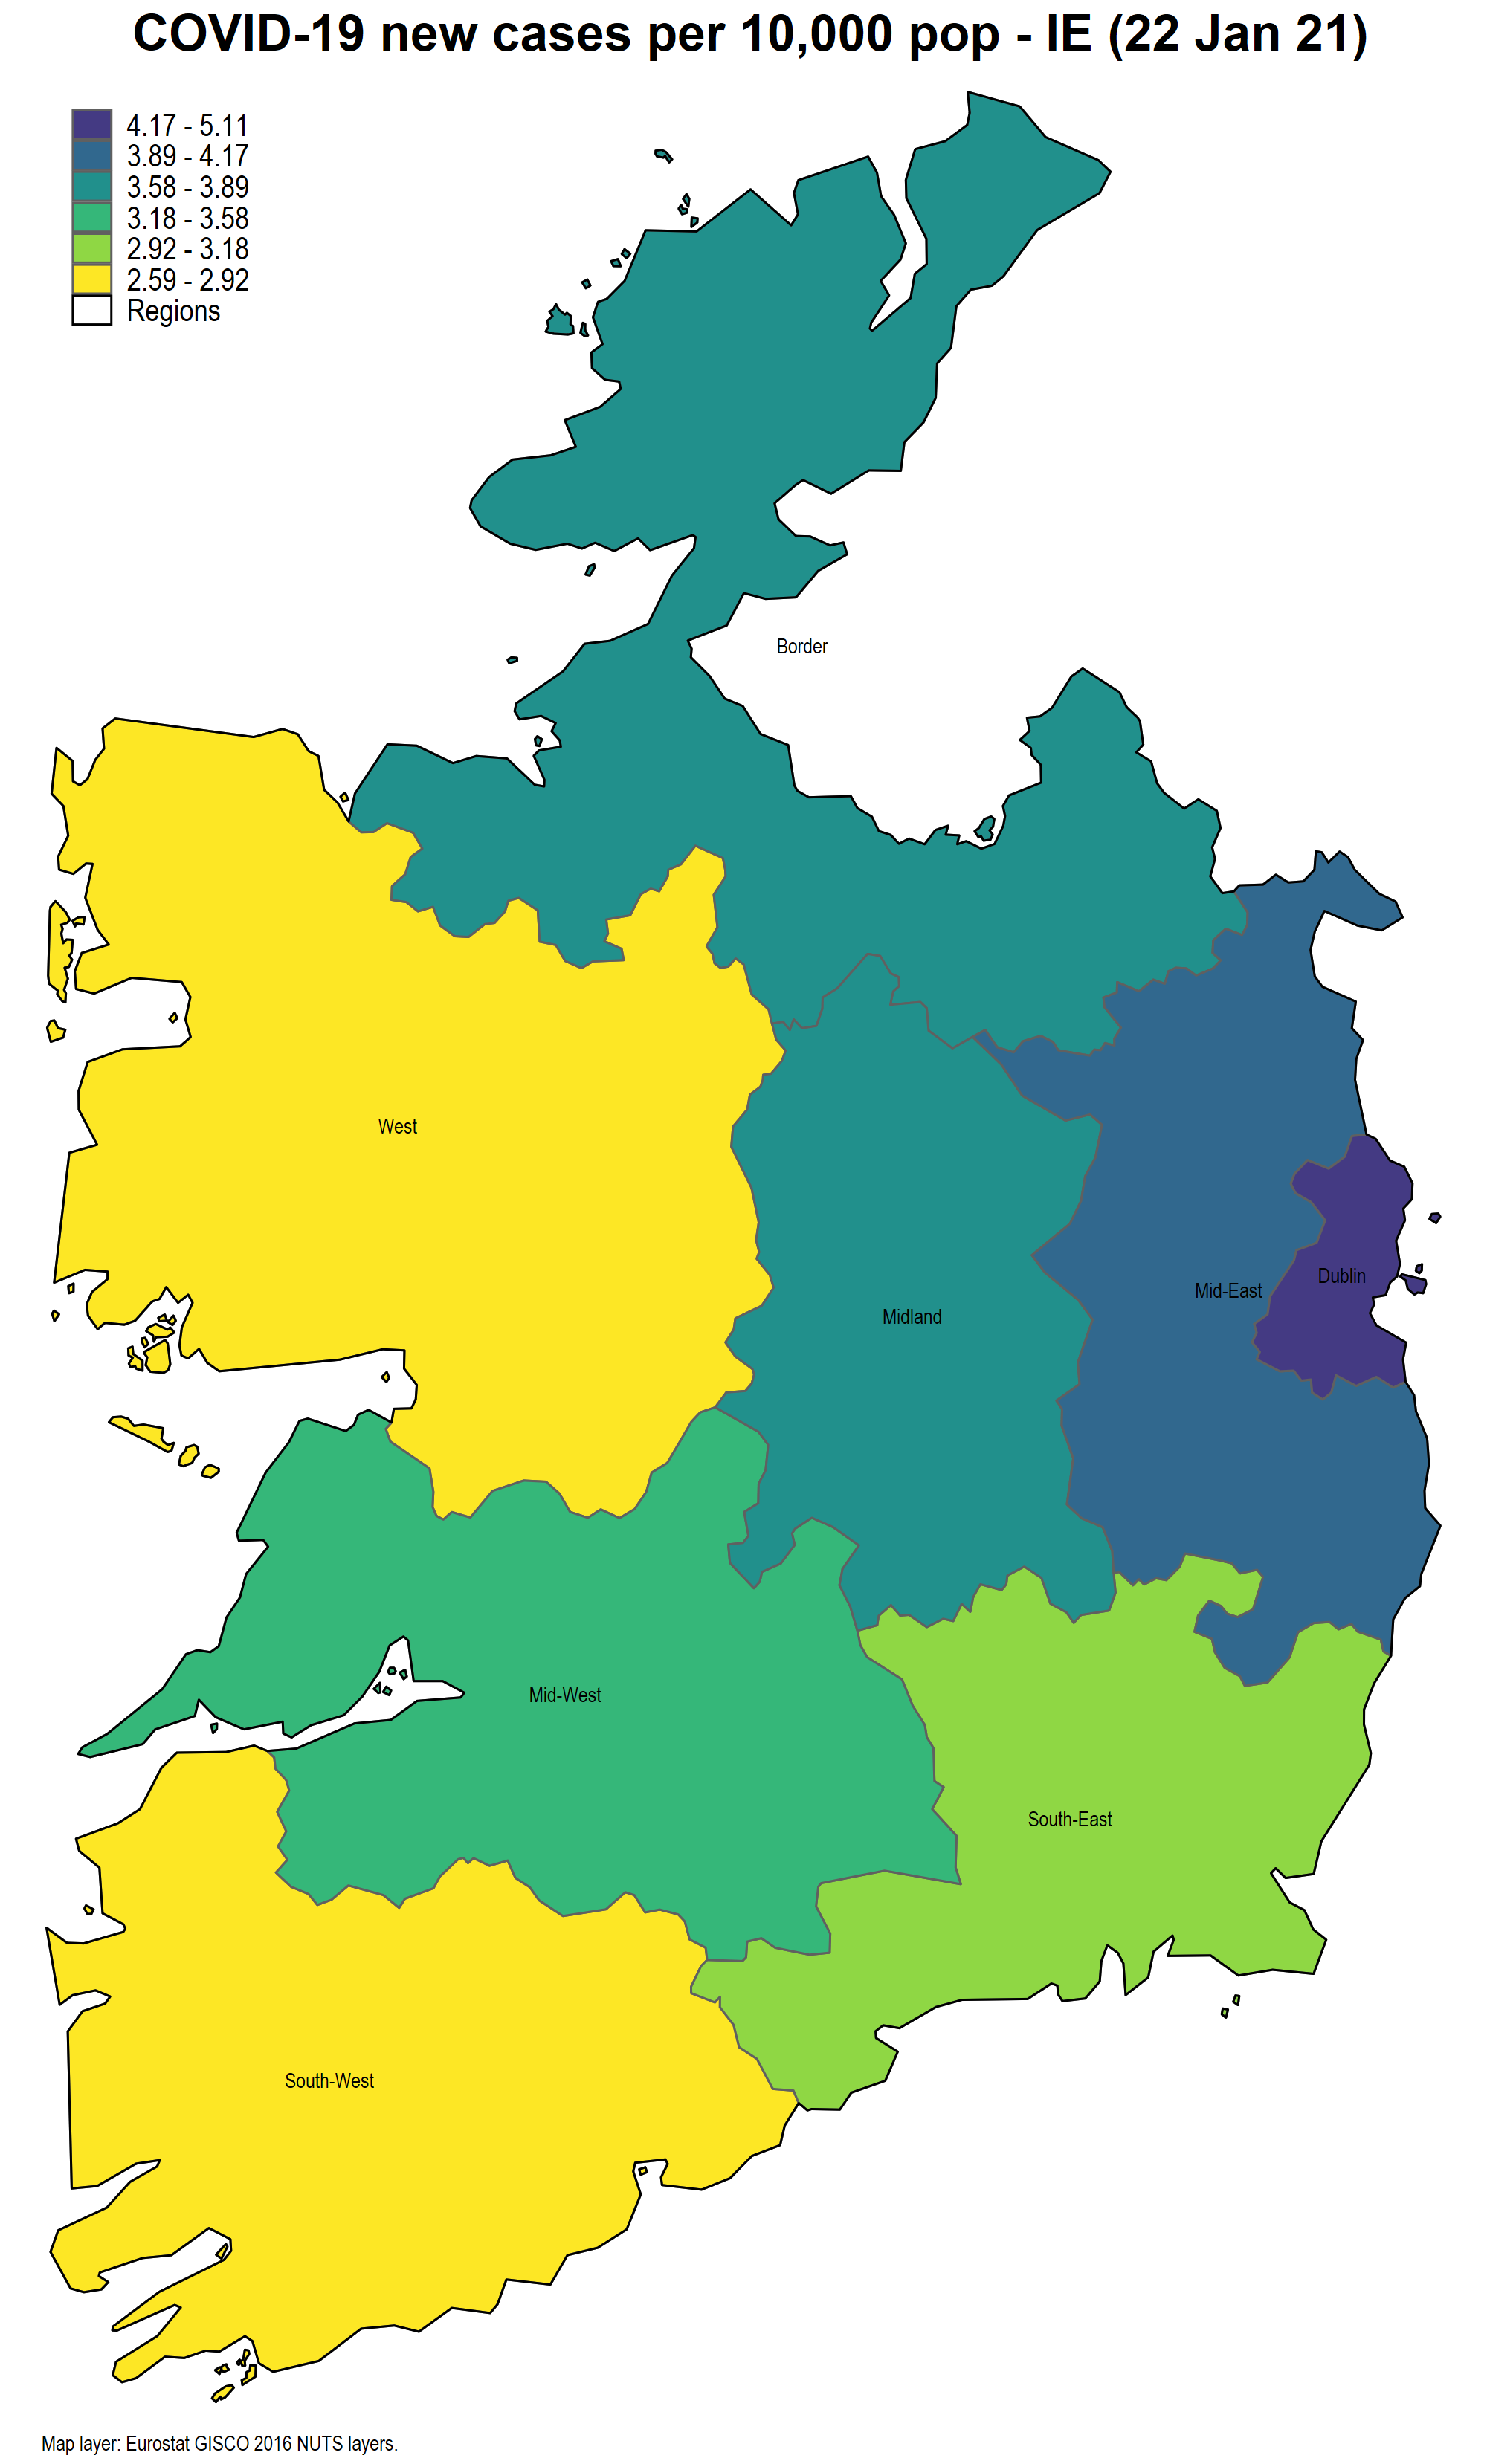 COVID-19 new cases per 10,000 pop - IE (22 Jan 21)
4.17 - 5.11
3.89 - 4.17
3.58 - 3.89
3.18 - 3.58
2.92 - 3.18
2.59 - 2.92
Regions
Border
West
Dublin
Mid-East
Midland
Mid-West
South-East
South-West
Map layer: Eurostat GISCO 2016 NUTS layers.